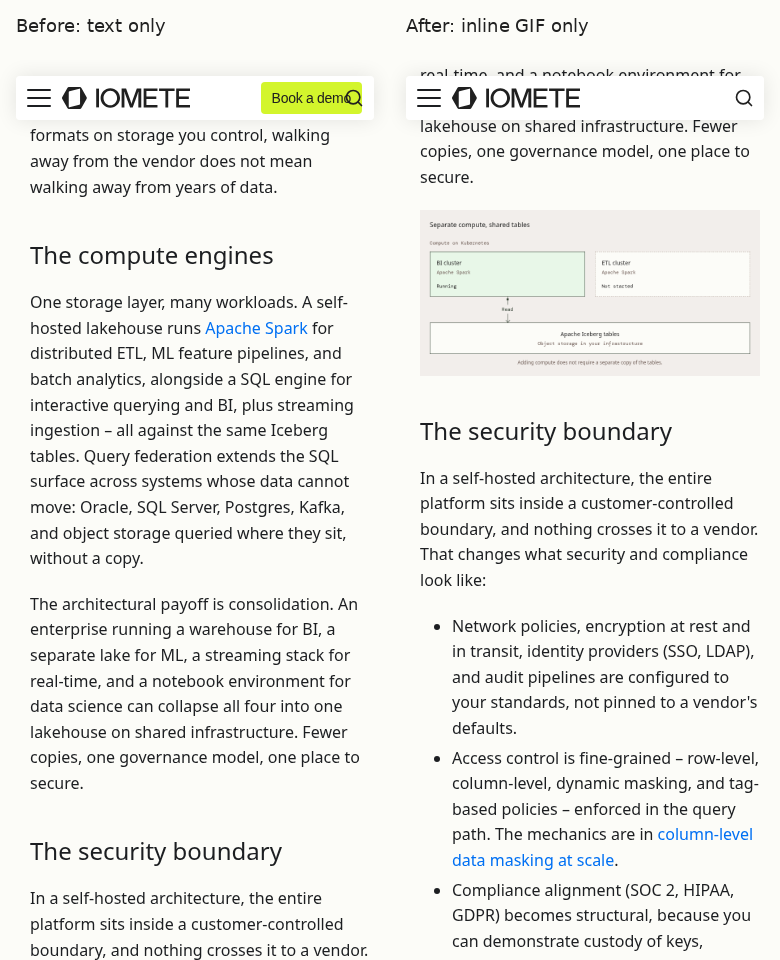 Before: text only
IOMETE
Book a demo
formats on storage you control, walking
away from the vendor does not mean
walking away from years of data.
The compute engines
One storage layer, many workloads. A self-
hosted lakehouse runs Apache Spark for
distributed ETL, ML feature pipelines, and
batch analytics, alongside a SQL engine for
interactive querying and BI, plus streaming
ingestion – all against the same Iceberg
tables. Query federation extends the SQL
surface across systems whose data cannot
move: Oracle, SQL Server, Postgres, Kafka,
and object storage queried where they sit,
without a copy.
The architectural payoff is consolidation. An
enterprise running a warehouse for BI, a
separate lake for ML, a streaming stack for
real-time, and a notebook environment for
data science can collapse all four into one
lakehouse on shared infrastructure. Fewer
copies, one governance model, one place to
secure.
The security boundary
In a self-hosted architecture, the entire
platform sits inside a customer-controlled
boundary, and nothing crosses it to a vendor.
After: inline GIF only
real-time, and a notebook environment for
IOMETE
lakehouse on shared infrastructure. Fewer
copies, one governance model, one place to
secure.
Separate compute, shared tables
Compute on Kubernetes
BI cluster
Apache Spark
Running
ETL cluster
Apache Spark
Not started
Read
Apache Iceberg tables
Object storage in your infrastructure
Adding compute does not require a separate copy of the tables.
The security boundary
In a self-hosted architecture, the entire
platform sits inside a customer-controlled
boundary, and nothing crosses it to a vendor.
That changes what security and compliance
look like:
• Network policies, encryption at rest and
in transit, identity providers (SSO, LDAP),
and audit pipelines are configured to
your standards, not pinned to a vendor's
defaults.
• Access control is fine-grained – row-level,
column-level, dynamic masking, and tag-
based policies – enforced in the query
path. The mechanics are in column-level
data masking at scale.
• Compliance alignment (SOC 2, HIPAA,
GDPR) becomes structural, because you
can demonstrate custody of keys,